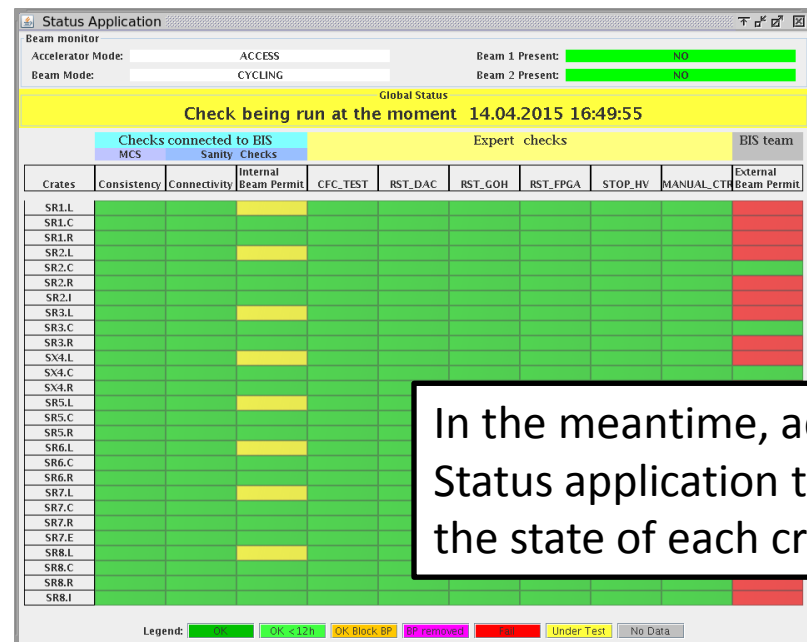 Status Application
Beam monitor
Accelerator Mode: ACCESS Beam 1 Present: NO
Beam Mode: CYCLING Beam 2 Present: NO
Global Status
Check being run at the moment 14.04.2015 16:49:55
Checks connected to BIS Expert checks BIS team
MCS Sanity Checks
Crates Consistency Connectivity Internal Beam Permit CFC_TEST RST_DAC RST_GOH RST_FPGA STOP_HV MANUAL_CTR External Beam Permit
SR1.L
SR1.C
SR1.R
SR2.L
SR2.C
SR2.R
SR2.I
SR3.L
SR3.C
SR3.R
SX4.L
SX4.C
SX4.R
SR5.L
SR5.C
SR5.R
SR6.L
SR6.C
SR6.R
SR7.L
SR7.C
SR7.R
SR7.E
SR8.L
SR8.C
SR8.R
SR8.I
In the meantime, a
Status application t
the state of each cr
Legend: OK OK <12h OK Block BP BP removed Fail Under Test No Data